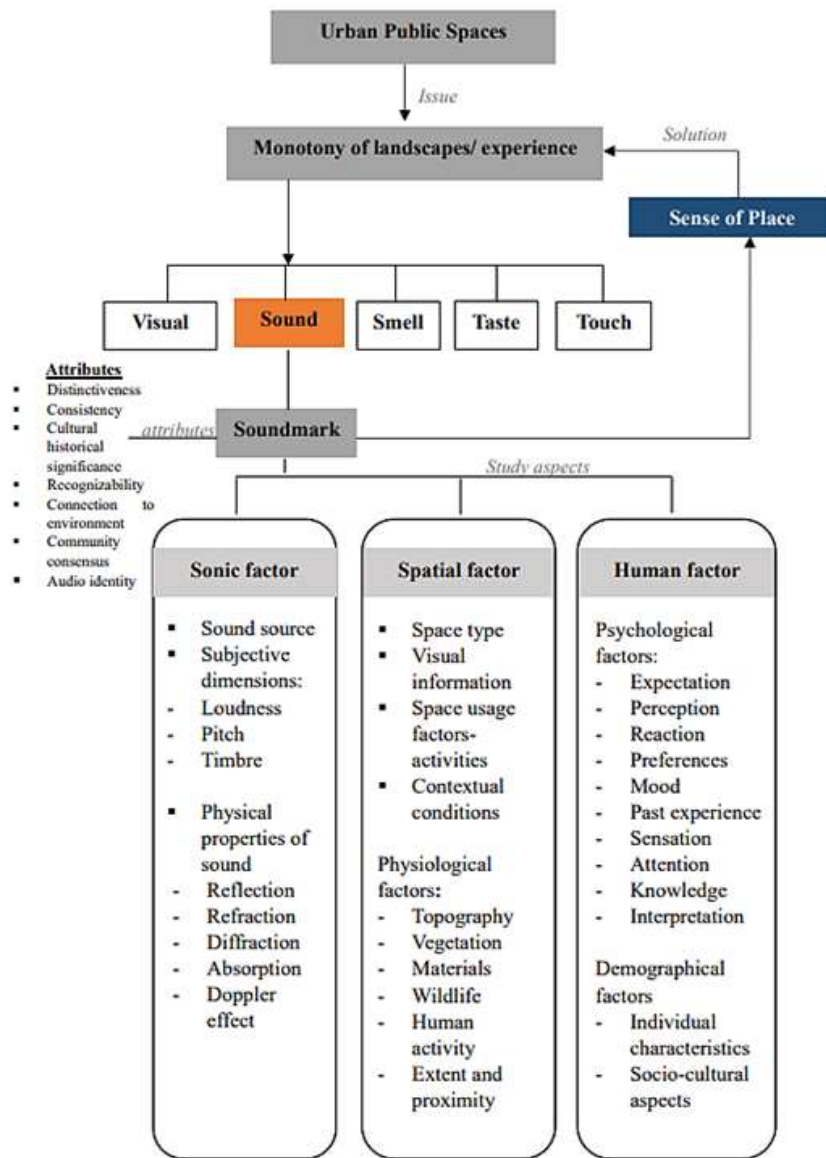 Urban Public Spaces
Issue
Monotony of landscapes/ experience
Solution
Sense of Place
Visual
Sound
Smell
Taste
Touch
Attributes
▪ Distinctiveness
▪ Consistency
▪ Cultural
historical
significance
▪ Recognizability
▪ Connection to
environment
▪ Community
consensus
▪ Audio identity
attributes
Soundmark
Study aspects
Sonic factor
▪ Sound source
▪ Subjective
dimensions:
- Loudness
- Pitch
- Timbre
▪ Physical
properties of
sound
- Reflection
- Refraction
- Diffraction
- Absorption
- Doppler
effect
Spatial factor
▪ Space type
▪ Visual
information
▪ Space usage
factors-
activities
▪ Contextual
conditions
Physiological
factors:
- Topography
- Vegetation
- Materials
- Wildlife
- Human
activity
- Extent and
proximity
Human factor
Psychological
factors:
- Expectation
- Perception
- Reaction
- Preferences
- Mood
- Past experience
- Sensation
- Attention
- Knowledge
- Interpretation
Demographical
factors
- Individual
characteristics
- Socio-cultural
aspects